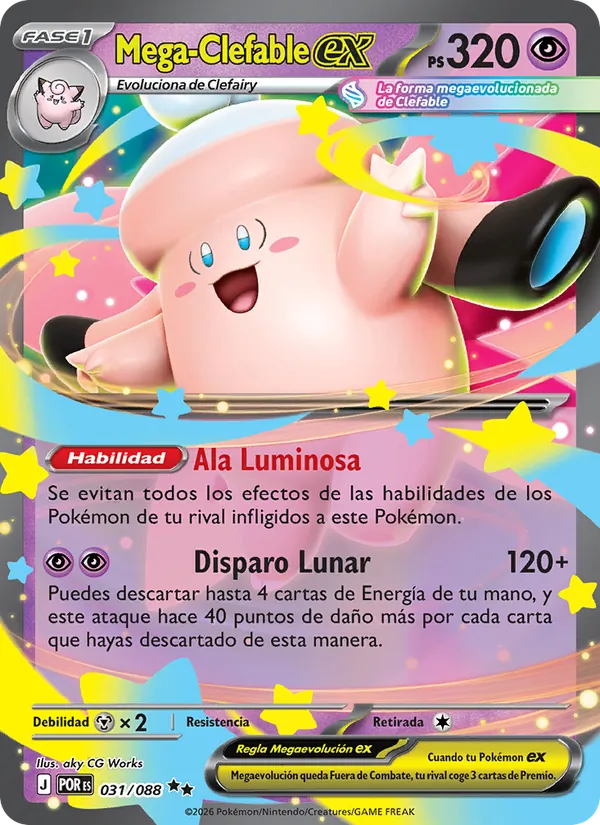 FASE 1
Mega-Clefable ex
PS 320
Evoluciona de Clefairy
La forma megaevolucionada
de Clefable
Habilidad Ala Luminosa
Se evitan todos los efectos de las habilidades de los
Pokémon de tu rival infligidos a este Pokémon.
Disparo Lunar 120+
Puedes descartar hasta 4 cartas de Energía de tu mano, y
este ataque hace 40 puntos de daño más por cada carta
que hayas descartado de esta manera.
Debilidad ×2 Resistencia Retirada
Ilus. aky CG Works
Regla Megaevolución ex Cuando tu Pokémon ex
Megaevolución queda Fuera de Combate, tu rival coge 3 cartas de Premio.
J POR ES 031/088 ★★
©2026 Pokémon/Nintendo/Creatures/GAME FREAK